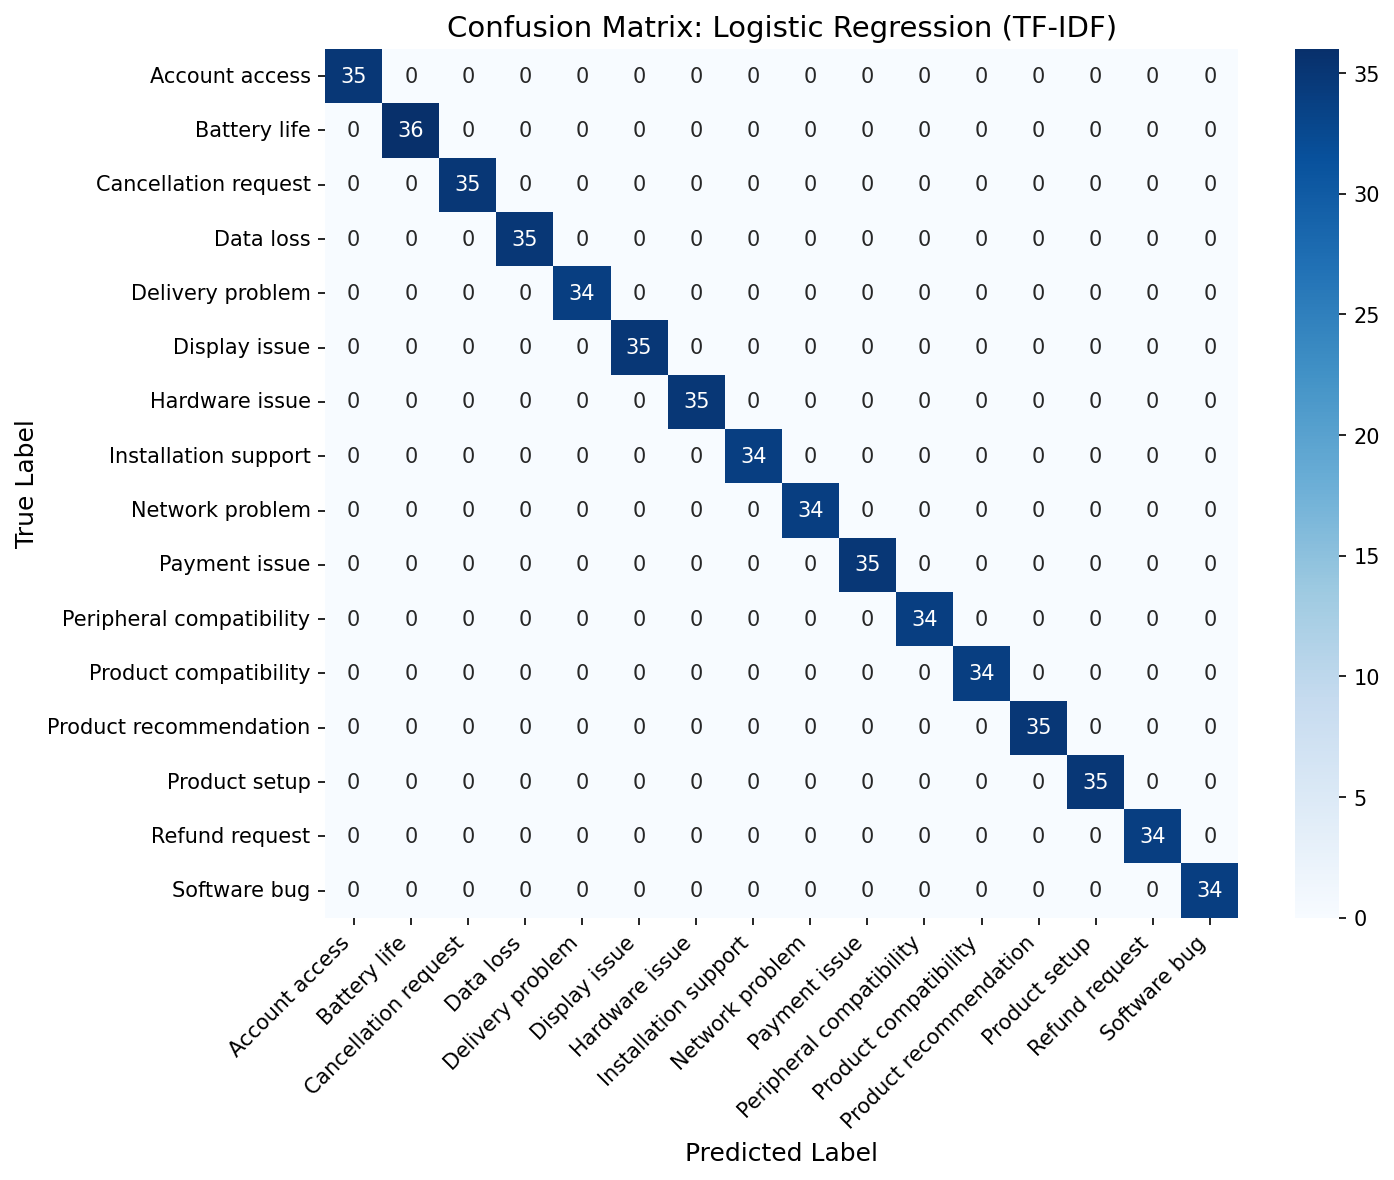 Confusion Matrix: Logistic Regression (TF-IDF)
Account access 35 0 0 0 0 0 0 0 0 0 0 0 0 0 0 0
Battery life 0 36 0 0 0 0 0 0 0 0 0 0 0 0 0 0
Cancellation request 0 0 35 0 0 0 0 0 0 0 0 0 0 0 0 0
Data loss 0 0 0 35 0 0 0 0 0 0 0 0 0 0 0 0
Delivery problem 0 0 0 0 34 0 0 0 0 0 0 0 0 0 0 0
Display issue 0 0 0 0 0 35 0 0 0 0 0 0 0 0 0 0
Hardware issue 0 0 0 0 0 0 35 0 0 0 0 0 0 0 0 0
Installation support 0 0 0 0 0 0 0 34 0 0 0 0 0 0 0 0
Network problem 0 0 0 0 0 0 0 0 34 0 0 0 0 0 0 0
Payment issue 0 0 0 0 0 0 0 0 0 35 0 0 0 0 0 0
Peripheral compatibility 0 0 0 0 0 0 0 0 0 0 34 0 0 0 0 0
Product compatibility 0 0 0 0 0 0 0 0 0 0 0 34 0 0 0 0
Product recommendation 0 0 0 0 0 0 0 0 0 0 0 0 35 0 0 0
Product setup 0 0 0 0 0 0 0 0 0 0 0 0 0 35 0 0
Refund request 0 0 0 0 0 0 0 0 0 0 0 0 0 0 34 0
Software bug 0 0 0 0 0 0 0 0 0 0 0 0 0 0 0 34
True Label
Account access
Battery life
Cancellation request
Data loss
Delivery problem
Display issue
Hardware issue
Installation support
Network problem
Payment issue
Peripheral compatibility
Product compatibility
Product recommendation
Product setup
Refund request
Software bug
Predicted Label
35
30
25
20
15
10
5
0